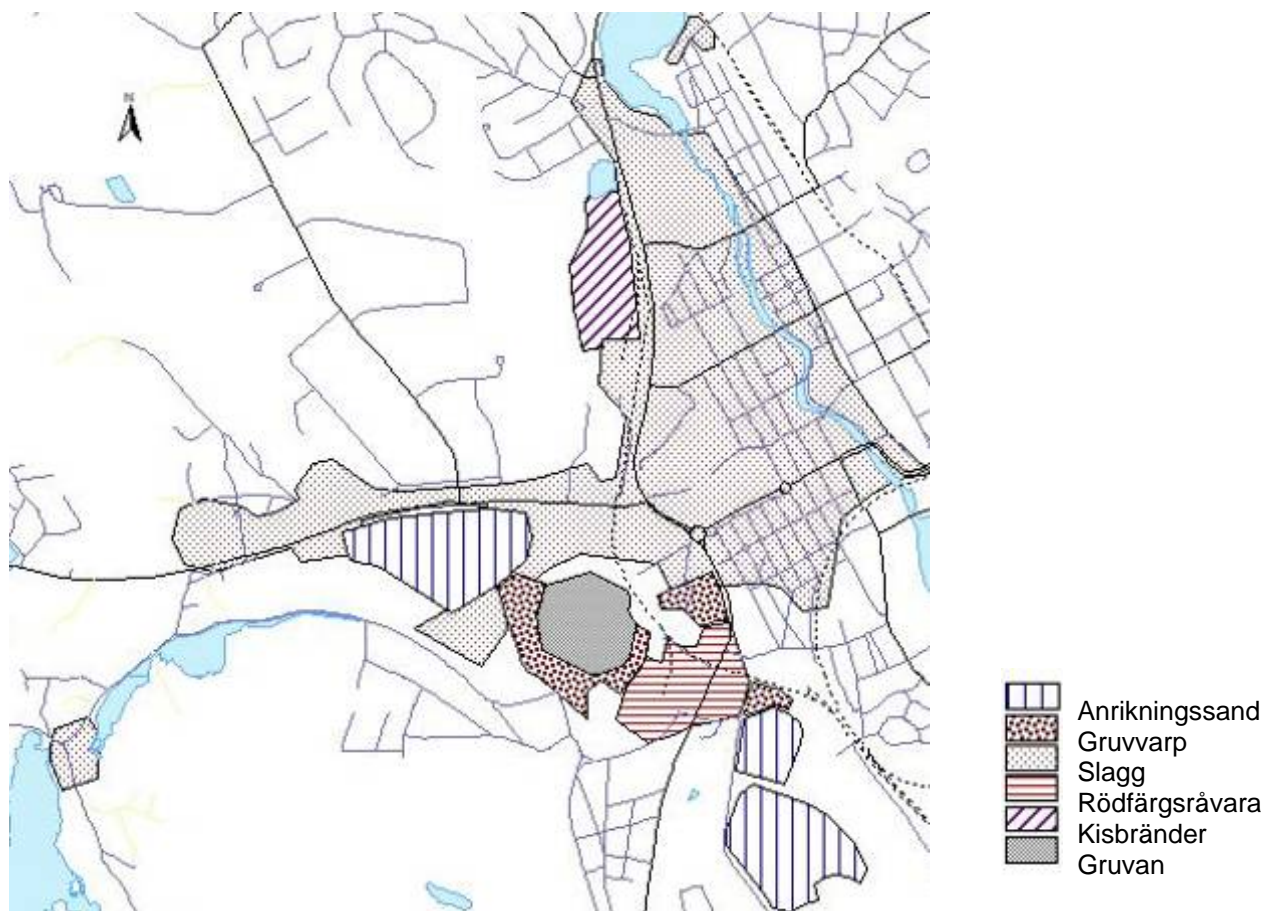 N
Anrikningssand
Gruvvarp
Slagg
Rödfärgsråvara
Kisbränder
Gruvan